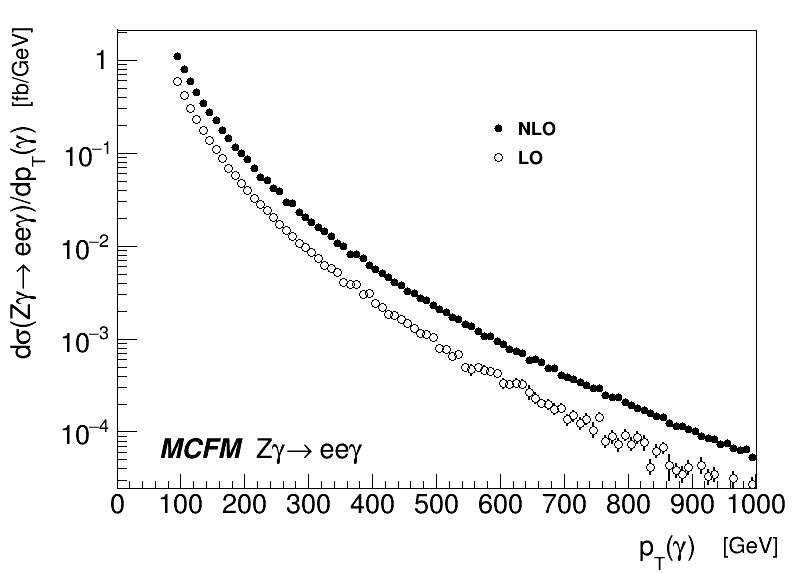 dσ(Zγ→ eeγ)/dp_T(γ) [fb/GeV]
1
10⁻¹
10⁻²
10⁻³
10⁻⁴
NLO
LO
MCFM Zγ→ eeγ
0 100 200 300 400 500 600 700 800 900 1000
p_T(γ) [GeV]